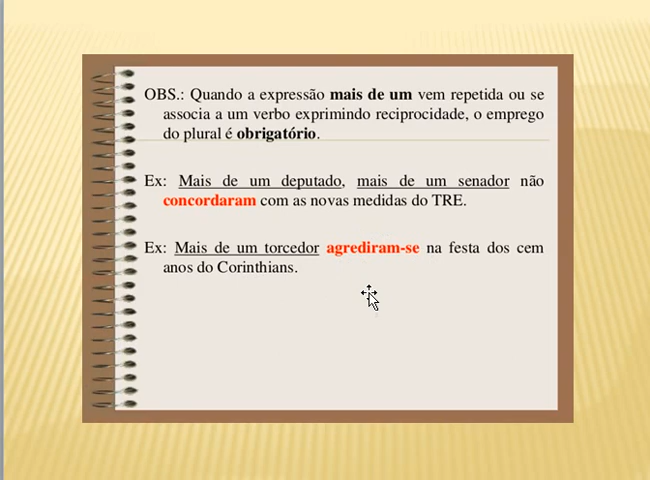 OBS.: Quando a expressão mais de um vem repetida ou se
associa a um verbo exprimindo reciprocidade, o emprego
do plural é obrigatório.
Ex: Mais de um deputado, mais de um senador não
concordaram com as novas medidas do TRE.
Ex: Mais de um torcedor agrediram-se na festa dos cem
anos do Corinthians.